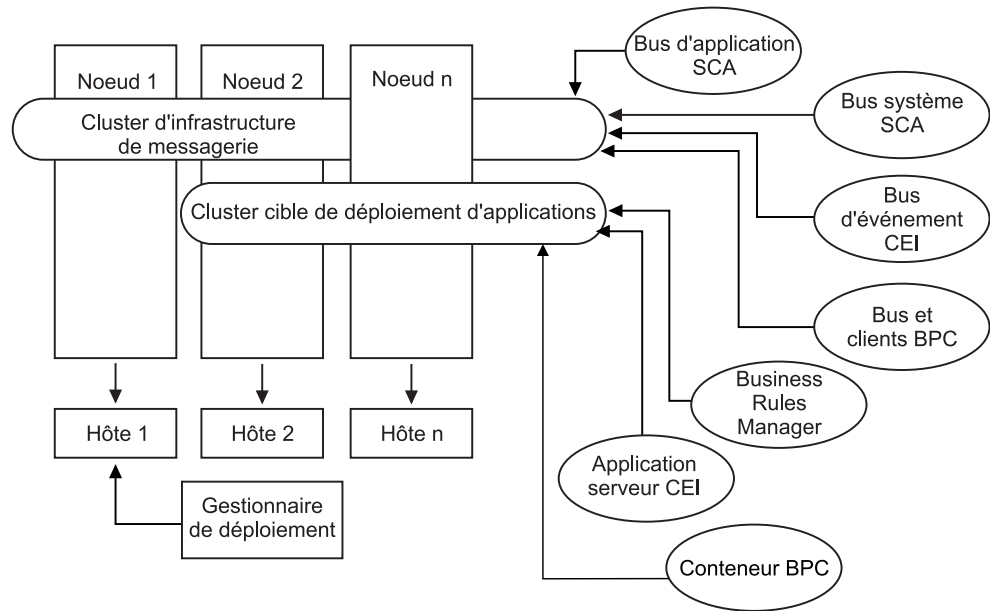 Bus d'application
SCA
Noeud 1
Noeud 2
Noeud n
Bus système
SCA
Cluster d'infrastructure
de messagerie
Cluster cible de déploiement d'applications
Bus
d'événement
CEI
Bus et
clients BPC
Business
Rules
Manager
Hôte 1
Hôte 2
Hôte n
Application
serveur CEI
Gestionnaire
de déploiement
Conteneur BPC